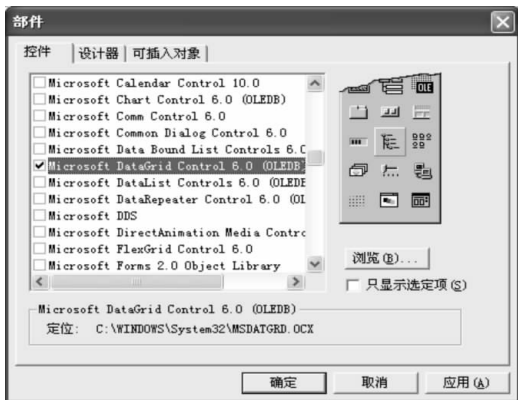 部件
控件 设计器 可插入对象
Microsoft Calendar Control 10.0
Microsoft Chart Control 6.0 (OLEDB)
Microsoft Comm Control 6.0
Microsoft Common Dialog Control 6.0
Microsoft Data Bound List Controls 6.0
Microsoft DataGrid Control 6.0 (OLEDB)
Microsoft DataList Controls 6.0 (OLEDB
Microsoft DataRepeater Control 6.0 (OL
Microsoft DDS
Microsoft DirectAnimation Media Contro
Microsoft FlexGrid Control 6.0
Microsoft Forms 2.0 Object Library
OLE
浏览(B)...
只显示选定项(S)
Microsoft DataGrid Control 6.0 (OLEDB)
定位: C:\WINDOWS\System32\MSDATGRD.OCX
确定 取消 应用(A)